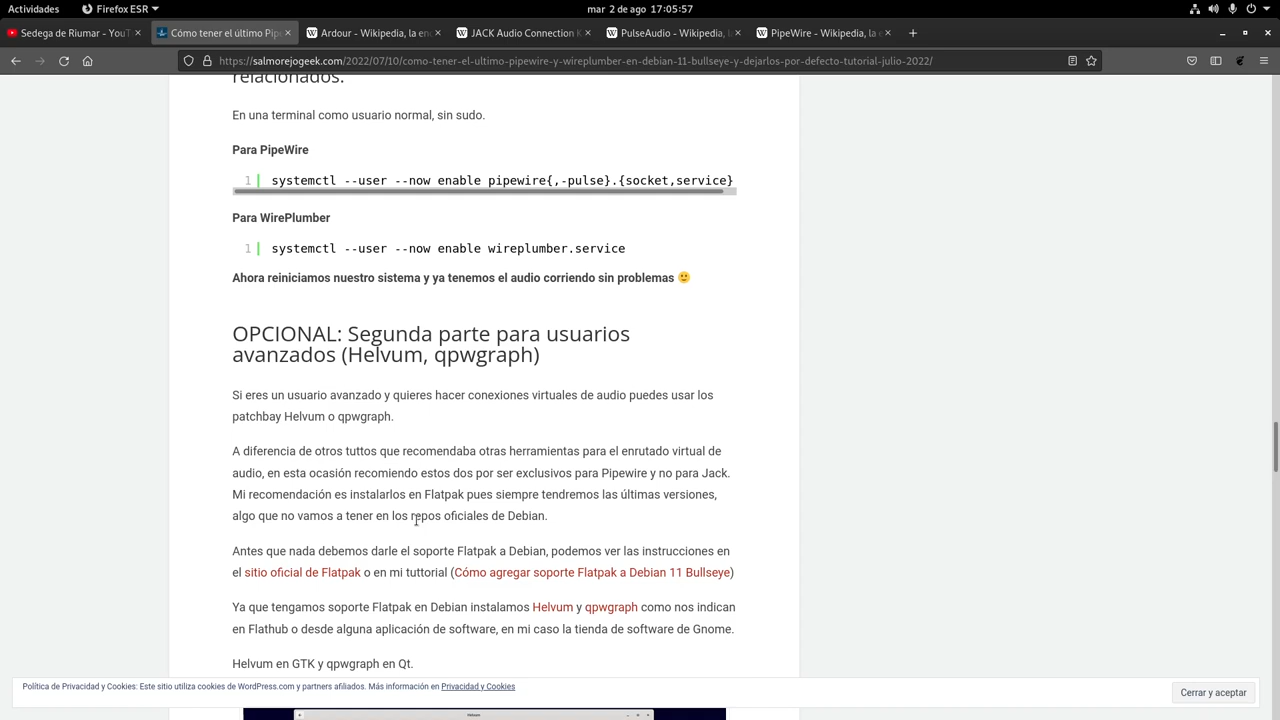 Actividades
Firefox ESR
mar 2 de ago 17:05:57
Sedega de Riumar - YouT
Cómo tener el último Pip
Ardour - Wikipedia, la en
JACK Audio Connection K
PulseAudio - Wikipedia, l
PipeWire - Wikipedia, la e
https://salmorejogeek.com/2022/07/10/como-tener-el-ultimo-pipewire-y-wireplumber-en-debian-11-bullseye-y-dejarlos-por-defecto-tutorial-julio-2022/
relacionados.
En una terminal como usuario normal, sin sudo.
Para PipeWire
1 systemctl --user --now enable pipewire{,-pulse}.{socket,service}
Para WirePlumber
1 systemctl --user --now enable wireplumber.service
Ahora reiniciamos nuestro sistema y ya tenemos el audio corriendo sin problemas 🙂
OPCIONAL: Segunda parte para usuarios
avanzados (Helvum, qpwgraph)
Si eres un usuario avanzado y quieres hacer conexiones virtuales de audio puedes usar los
patchbay Helvum o qpwgraph.
A diferencia de otros tuttos que recomendaba otras herramientas para el enrutado virtual de
audio, en esta ocasión recomiendo estos dos por ser exclusivos para Pipewire y no para Jack.
Mi recomendación es instalarlos en Flatpak pues siempre tendremos las últimas versiones,
algo que no vamos a tener en los repos oficiales de Debian.
Antes que nada debemos darle el soporte Flatpak a Debian, podemos ver las instrucciones en
el sitio oficial de Flatpak o en mi tuttorial (Cómo agregar soporte Flatpak a Debian 11 Bullseye)
Ya que tengamos soporte Flatpak en Debian instalamos Helvum y qpwgraph como nos indican
en Flathub o desde alguna aplicación de software, en mi caso la tienda de software de Gnome.
Helvum en GTK y qpwgraph en Qt.
Política de Privacidad y Cookies: Este sitio utiliza cookies de WordPress.com y partners afiliados. Más información en Privacidad y Cookies
Cerrar y aceptar
Helvum